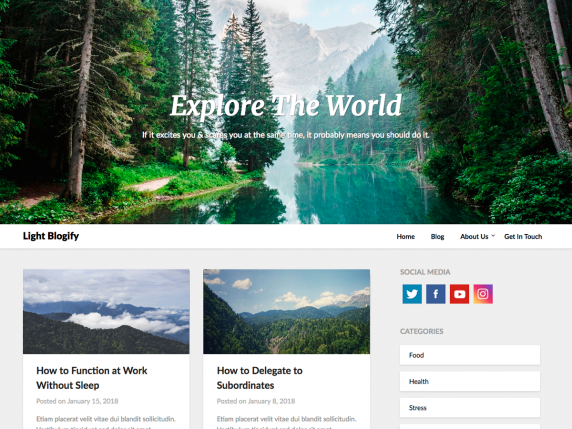 Explore The World
If it excites you & scares you at the same time, it probably means you should do it.
Light Blogify
Home Blog About Us Get In Touch
SOCIAL MEDIA
CATEGORIES
Food
Health
Stress
How to Function at Work
Without Sleep
Posted on January 15, 2018
Etiam placerat velit vitae dui blandit sollicitudin.
How to Delegate to
Subordinates
Posted on January 8, 2018
Etiam placerat velit vitae dui blandit sollicitudin.